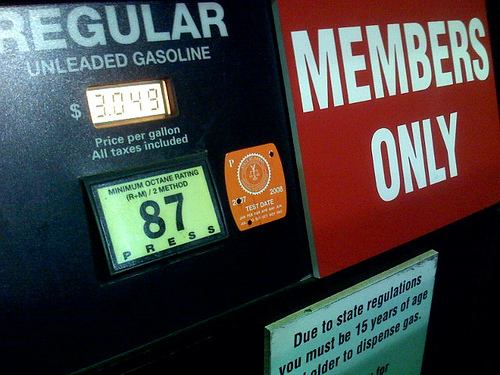 REGULAR
UNLEADED GASOLINE
$ 3.049
Price per gallon
All taxes included
MINIMUM OCTANE RATING
(R+M) / 2 METHOD
87
PRESS
P
2007 2008
TEST DATE
MEMBERS
ONLY
Due to state regulations
you must be 15 years of age
older to dispense gas.
for